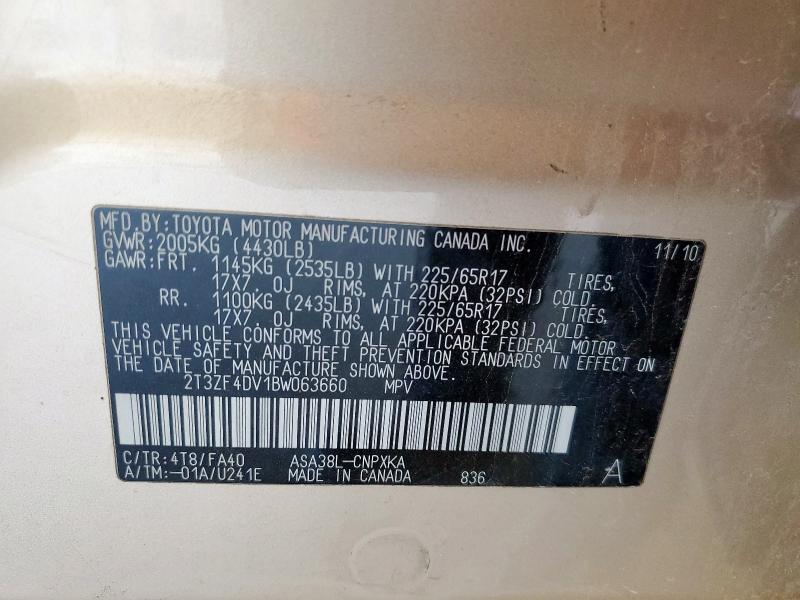 MFD. BY: TOYOTA MOTOR MANUFACTURING CANADA INC. 11/10
GVWR: 2005KG (4430LB)
GAWR: FRT. 1145KG (2535LB) WITH 225/65R17 TIRES,
17X7.0J RIMS, AT 220KPA (32PSI) COLD.
RR. 1100KG (2435LB) WITH 225/65R17 TIRES,
17X7.0J RIMS, AT 220KPA (32PSI) COLD.
THIS VEHICLE CONFORMS TO ALL APPLICABLE FEDERAL MOTOR
VEHICLE SAFETY AND THEFT PREVENTION STANDARDS IN EFFECT ON
THE DATE OF MANUFACTURE SHOWN ABOVE.
2T3ZF4DV1BW063660 MPV
C/TR: 4T8/FA40 ASA38L-CNPXKA
A/TM: -01A/U241E MADE IN CANADA 836 A